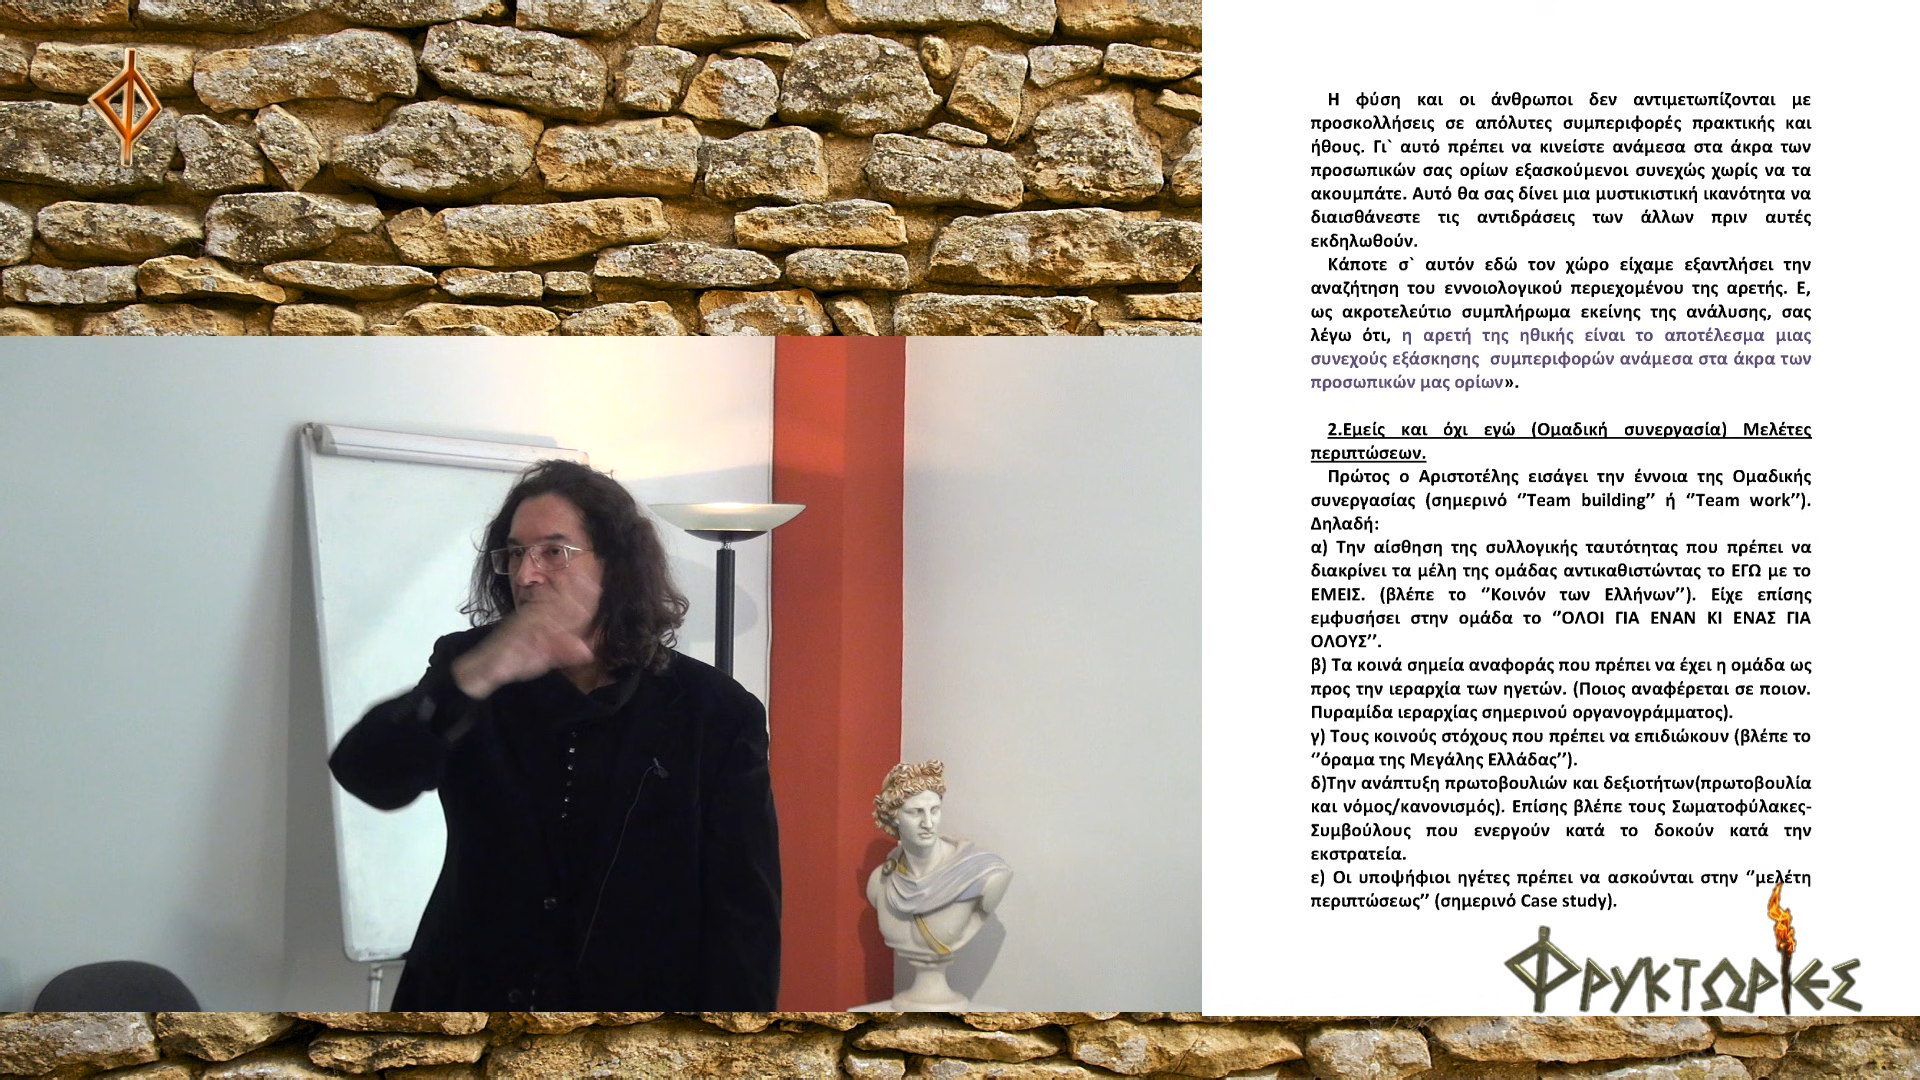 Η φύση και οι άνθρωποι δεν αντιμετωπίζονται με
προσκολλήσεις σε απόλυτες συμπεριφορές πρακτικής και
ήθους. Γι` αυτό πρέπει να κινείστε ανάμεσα στα άκρα των
προσωπικών σας ορίων εξασκούμενοι συνεχώς χωρίς να τα
ακουμπάτε. Αυτό θα σας δίνει μια μυστικιστική ικανότητα να
διαισθάνεστε τις αντιδράσεις των άλλων πριν αυτές
εκδηλωθούν.
Κάποτε σ` αυτόν εδώ τον χώρο είχαμε εξαντλήσει την
αναζήτηση του εννοιολογικού περιεχομένου της αρετής. Ε,
ως ακροτελεύτιο συμπλήρωμα εκείνης της ανάλυσης, σας
λέγω ότι, η αρετή της ηθικής είναι το αποτέλεσμα μιας
συνεχούς εξάσκησης συμπεριφορών ανάμεσα στα άκρα των
προσωπικών μας ορίων».
2.Εμείς και όχι εγώ (Ομαδική συνεργασία) Μελέτες
περιπτώσεων.
Πρώτος ο Αριστοτέλης εισάγει την έννοια της Ομαδικής
συνεργασίας (σημερινό ‘’Team building’’ ή ‘’Team work’’).
Δηλαδή:
α) Την αίσθηση της συλλογικής ταυτότητας που πρέπει να
διακρίνει τα μέλη της ομάδας αντικαθιστώντας το ΕΓΩ με το
ΕΜΕΙΣ. (βλέπε το ‘’Κοινόν των Ελλήνων’’). Είχε επίσης
εμφυσήσει στην ομάδα το ‘’ΌΛΟΙ ΓΙΑ ΕΝΑΝ ΚΙ ΕΝΑΣ ΓΙΑ
ΟΛΟΥΣ’’.
β) Τα κοινά σημεία αναφοράς που πρέπει να έχει η ομάδα ως
προς την ιεραρχία των ηγετών. (Ποιος αναφέρεται σε ποιον.
Πυραμίδα ιεραρχίας σημερινού οργανογράμματος).
γ) Τους κοινούς στόχους που πρέπει να επιδιώκουν (βλέπε το
‘’όραμα της Μεγάλης Ελλάδας’’).
δ)Την ανάπτυξη πρωτοβουλιών και δεξιοτήτων(πρωτοβουλία
και νόμος/κανονισμός). Επίσης βλέπε τους Σωματοφύλακες-
Συμβούλους που ενεργούν κατά το δοκούν κατά την
εκστρατεία.
ε) Οι υποψήφιοι ηγέτες πρέπει να ασκούνται στην ‘’μελέτη
περιπτώσεως’’ (σημερινό Case study).
ΦΡΥΚΤΩΡΙΕΣ